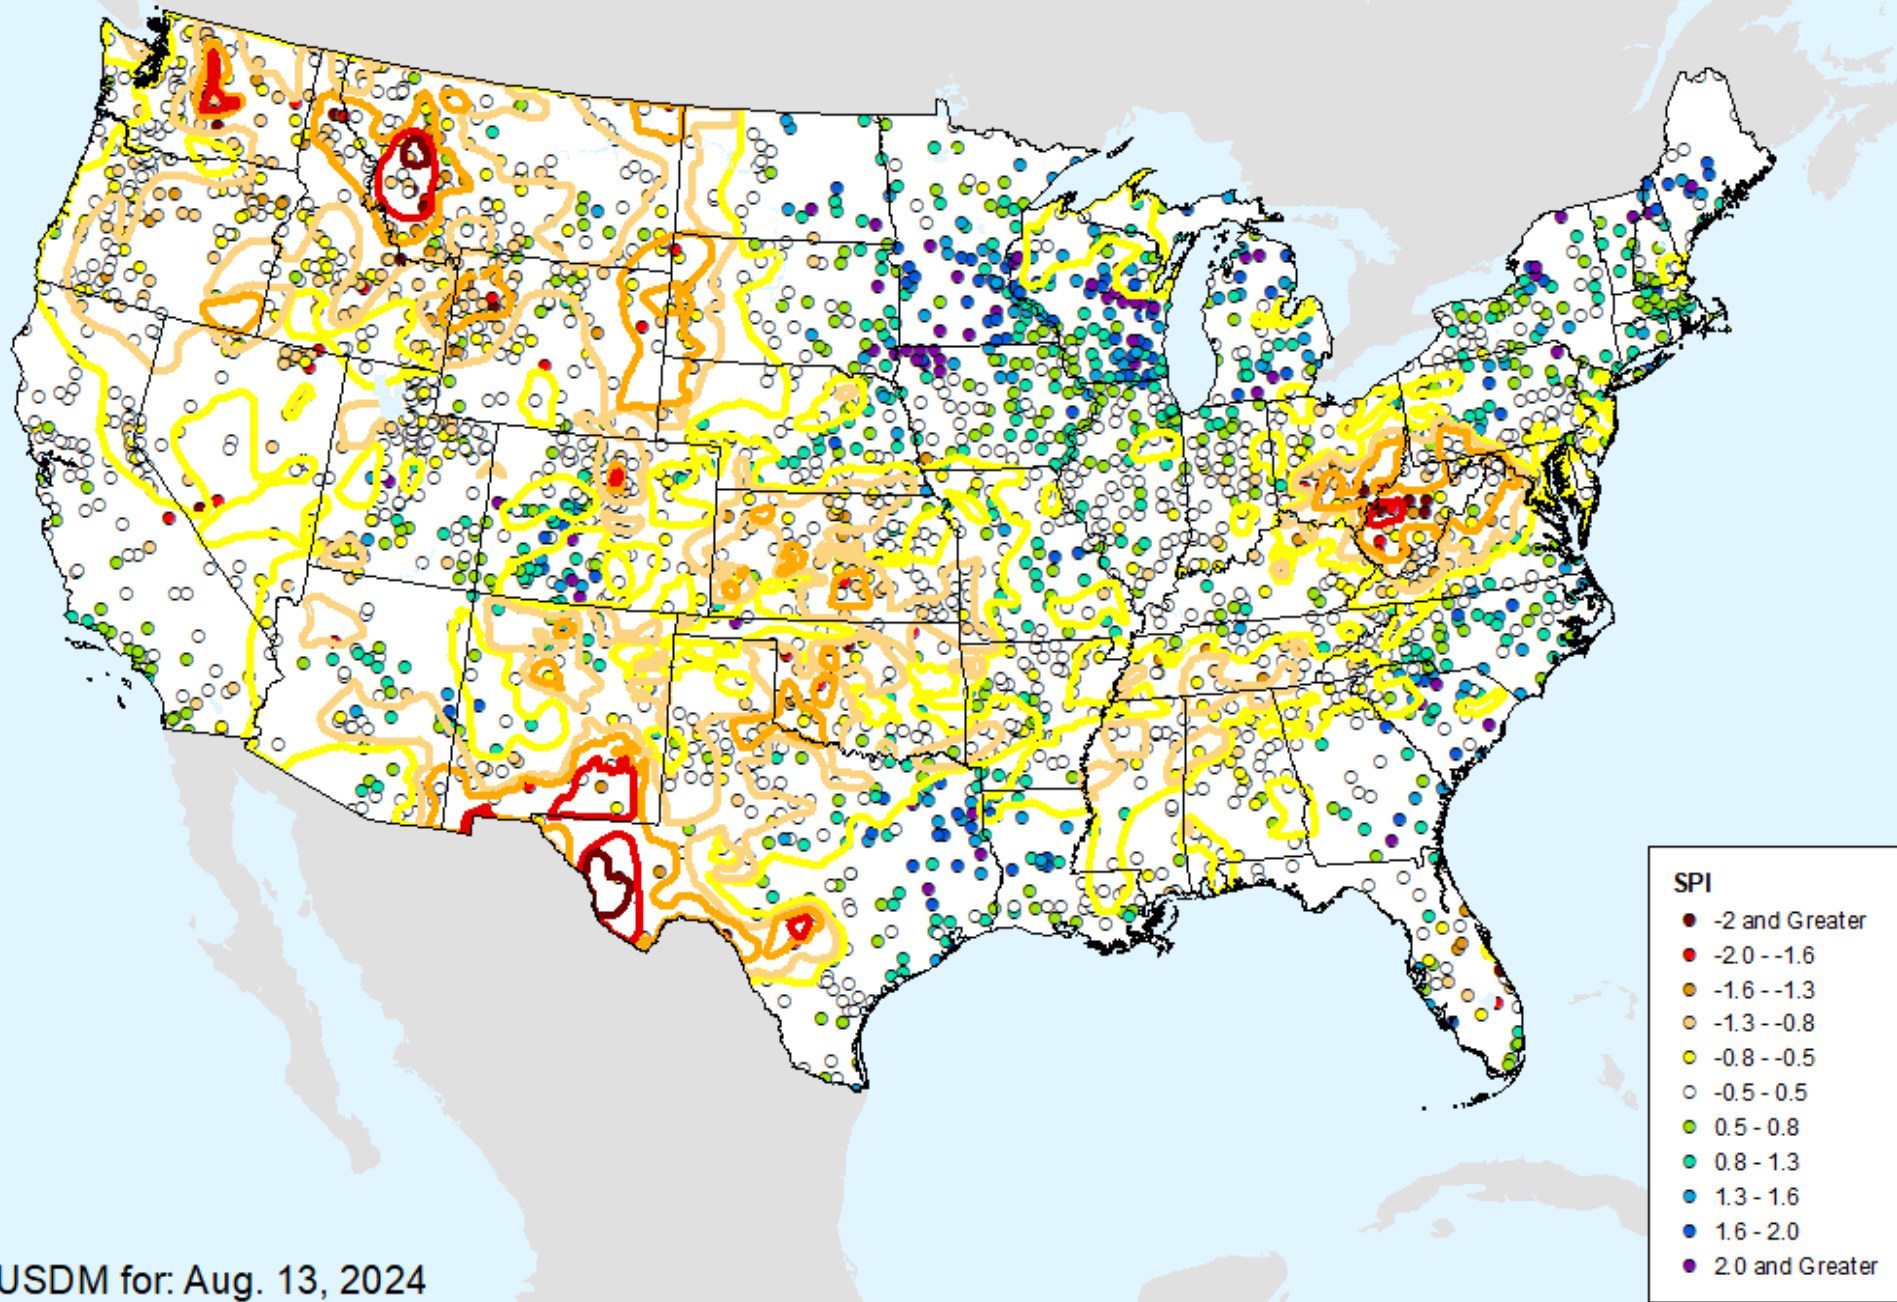 SPI
-2 and Greater
-2.0 - -1.6
-1.6 - -1.3
-1.3 - -0.8
-0.8 - -0.5
-0.5 - 0.5
0.5 - 0.8
0.8 - 1.3
1.3 - 1.6
1.6 - 2.0
2.0 and Greater
USDM for: Aug. 13, 2024